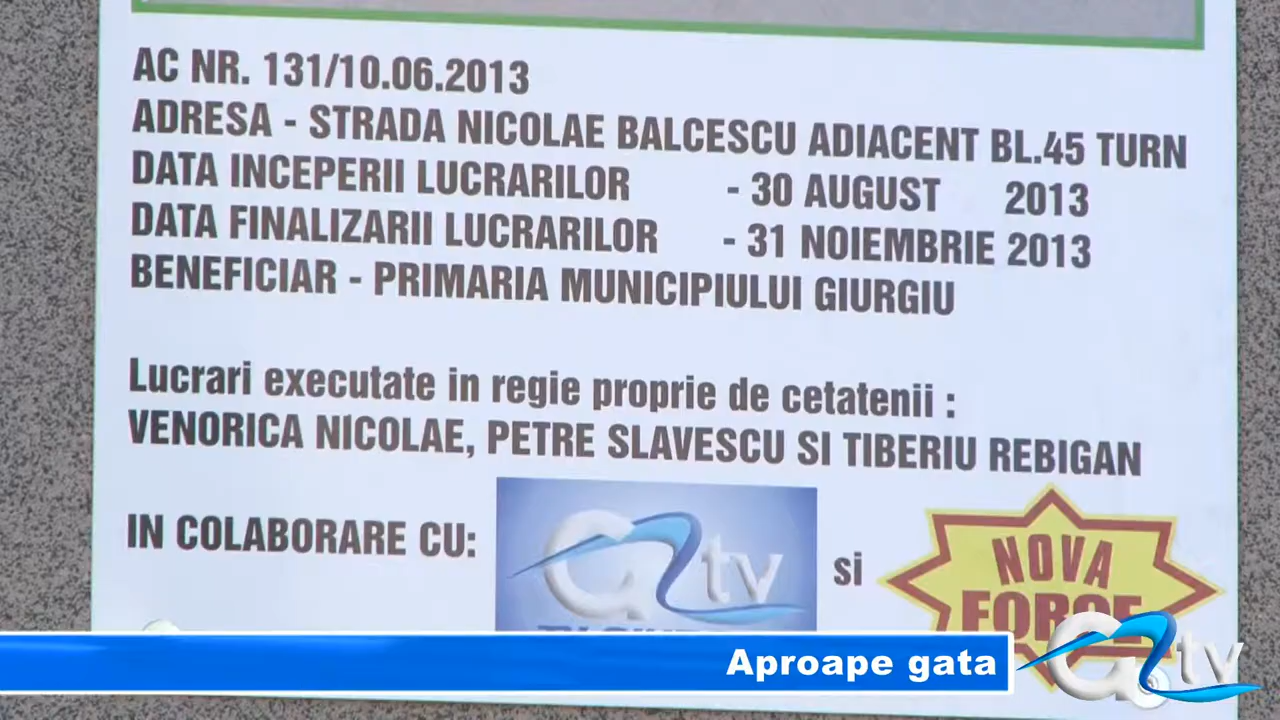 AC NR. 131/10.06.2013
ADRESA - STRADA NICOLAE BALCESCU ADIACENT BL.45 TURN
DATA INCEPERII LUCRARILOR - 30 AUGUST 2013
DATA FINALIZARII LUCRARILOR - 31 NOIEMBRIE 2013
BENEFICIAR - PRIMARIA MUNICIPIULUI GIURGIU
Lucrari executate in regie proprie de cetatenii :
VENORICA NICOLAE, PETRE SLAVESCU SI TIBERIU REBIGAN
IN COLABORARE CU: tv si NOVA
FORCE
Aproape gata
tv